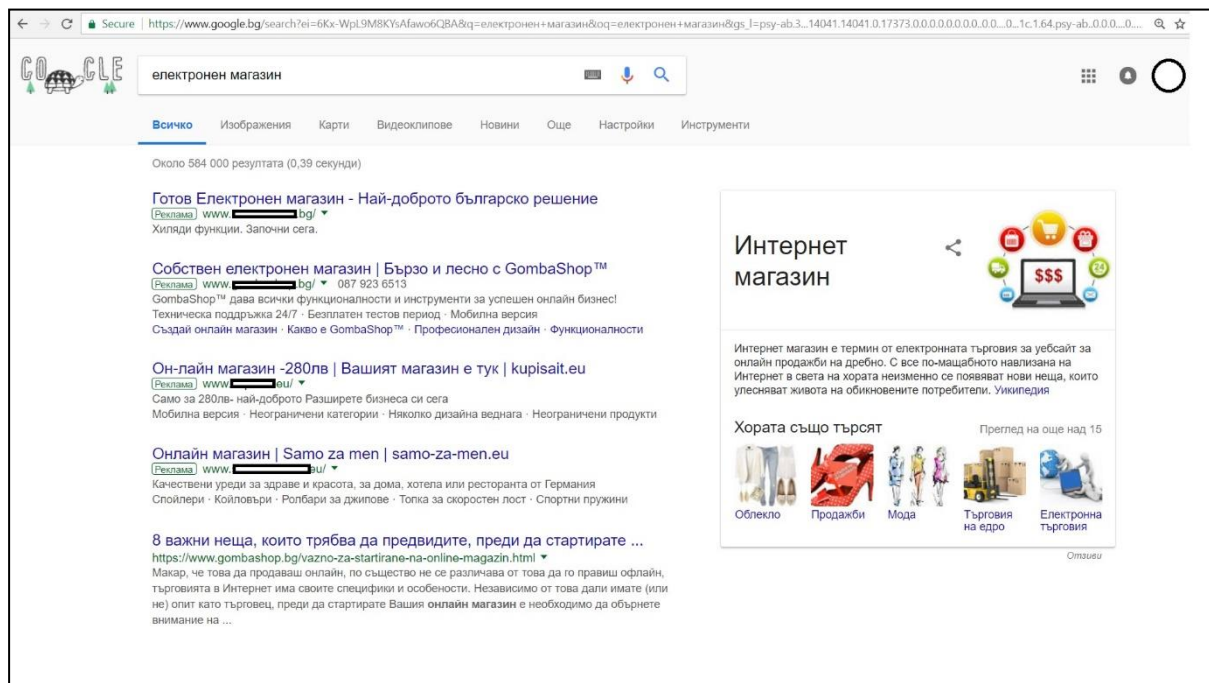 Secure | https://www.google.bg/search?ei=6Kx-WpL9M8KYsAfawo6QBA&q=електронен+магазин&oq=електронен+магазин&gs_l=psy-ab.3...14041.14041.0.17373.0.0.0.0.0.0.0..0.0....0...1c.1.64.psy-ab..0.0.0....0....
GO GLE
електронен магазин
Всичко Изображения Карти Видеоклипове Новини Още Настройки Инструменти
Около 584 000 резултата (0,39 секунди)
Готов Електронен магазин - Най-доброто българско решение
Реклама www. bg/
Хиляди функции. Започни сега.
Собствен електронен магазин | Бързо и лесно с GombaShop™
Реклама www. .bg/ 087 923 6513
GombaShop™ дава всички функционалности и инструменти за успешен онлайн бизнес!
Техническа поддръжка 24/7 · Безплатен тестов период · Мобилна версия
Създай онлайн магазин · Какво е GombaShop™ · Професионален дизайн · Функционалности
Он-лайн магазин -280лв | Вашият магазин е тук | kupisait.eu
Реклама www. eu/
Само за 280лв- най-доброто Разширете бизнеса си сега
Мобилна версия · Неограничени категории · Няколко дизайна веднага · Неограничени продукти
Онлайн магазин | Samo za men | samo-za-men.eu
Реклама www. eu/
Качествени уреди за здраве и красота, за дома, хотела или ресторанта от Германия
Спойлери · Койловъри · Ролбари за джипове · Топка за скоростен лост · Спортни пружини
8 важни неща, които трябва да предвидите, преди да стартирате ...
https://www.gombashop.bg/vazno-za-startirane-na-online-magazin.html
Макар, че това да продаваш онлайн, по същество не се различава от това да го правиш офлайн,
търговията в Интернет има своите специфики и особености. Независимо от това дали имате (или
не) опит като търговец, преди да стартирате Вашия онлайн магазин е необходимо да обърнете
внимание на ...
Интернет
магазин
$$$
24
Интернет магазин е термин от електронната търговия за уебсайт за
онлайн продажби на дребно. С все по-мащабното навлизана на
Интернет в света на хората неизменно се появяват нови неща, които
улесняват живота на обикновените потребители. Уикипедия
Хората също търсят Преглед на още над 15
Облекло Продажби Мода Търговия Електронна
на едро търговия
Отзиви